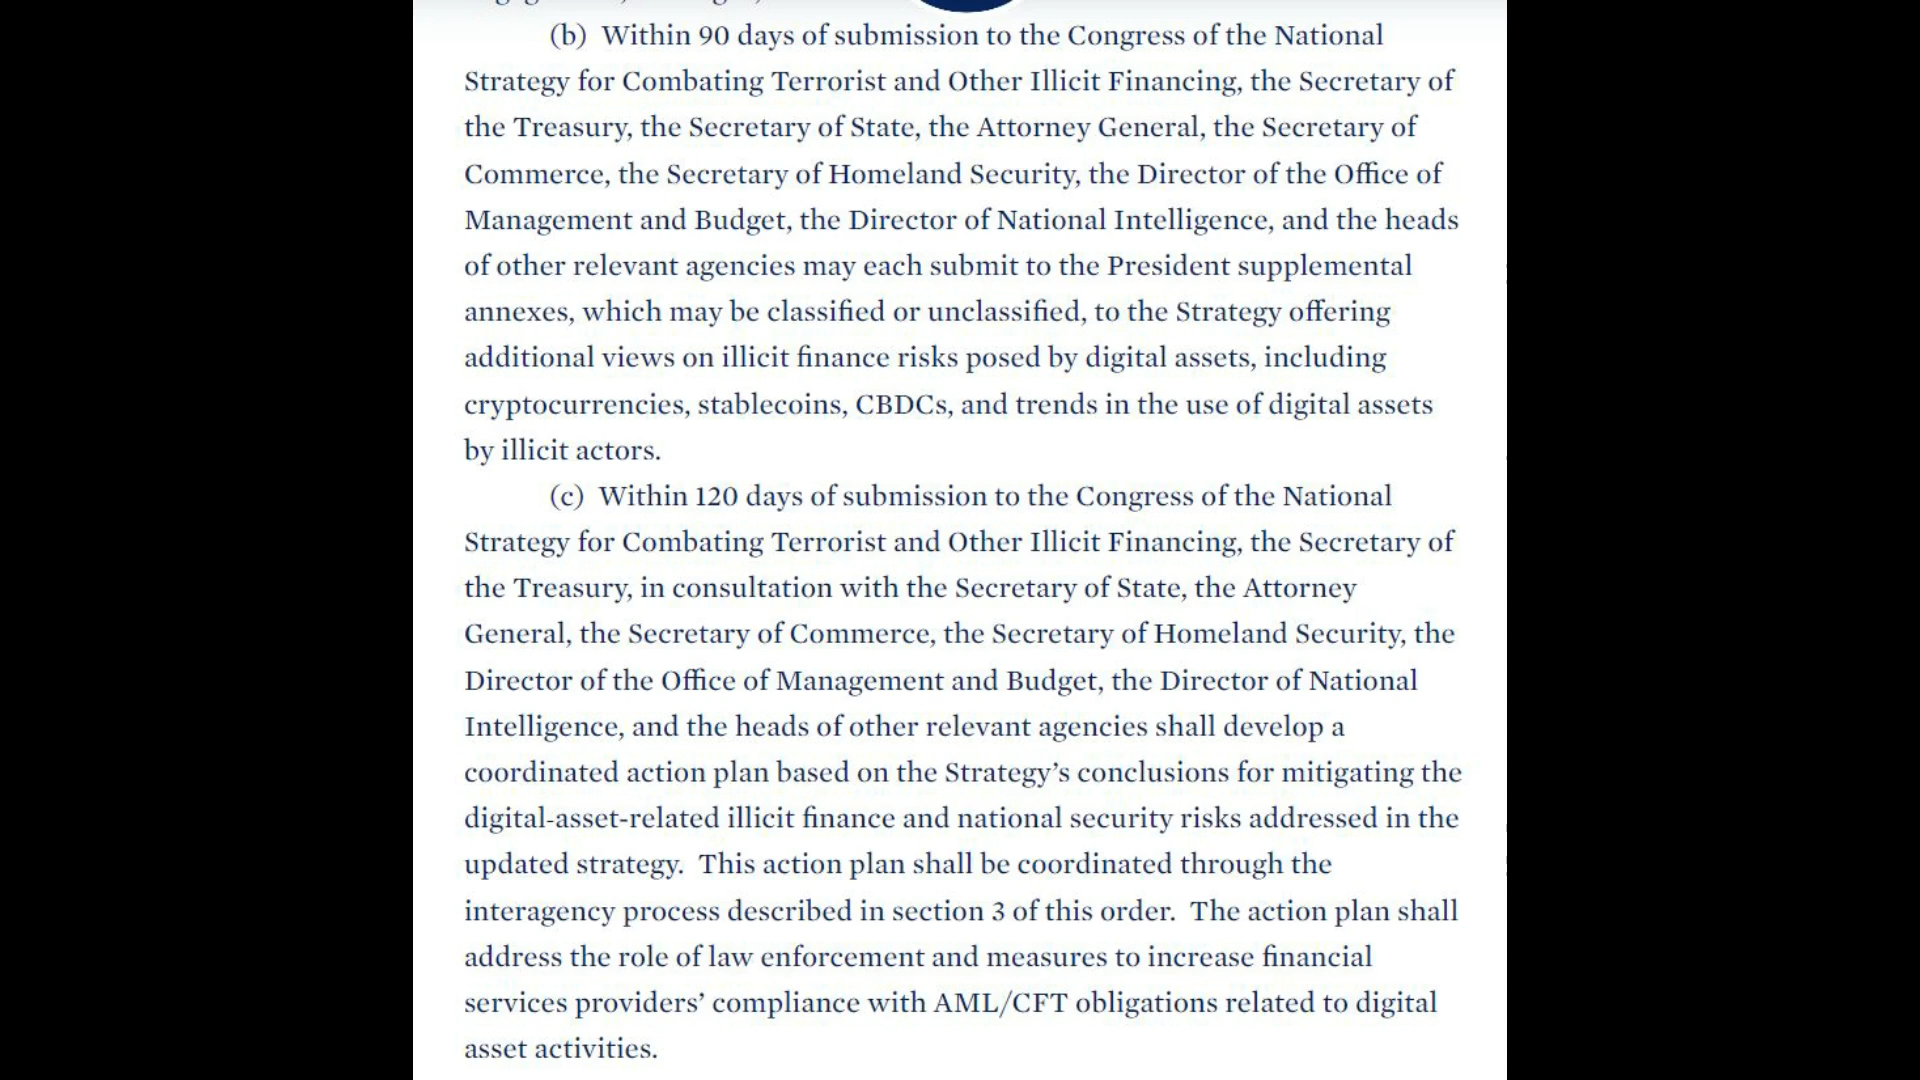 (b)  Within 90 days of submission to the Congress of the National
Strategy for Combating Terrorist and Other Illicit Financing, the Secretary of
the Treasury, the Secretary of State, the Attorney General, the Secretary of
Commerce, the Secretary of Homeland Security, the Director of the Office of
Management and Budget, the Director of National Intelligence, and the heads
of other relevant agencies may each submit to the President supplemental
annexes, which may be classified or unclassified, to the Strategy offering
additional views on illicit finance risks posed by digital assets, including
cryptocurrencies, stablecoins, CBDCs, and trends in the use of digital assets
by illicit actors.
(c)  Within 120 days of submission to the Congress of the National
Strategy for Combating Terrorist and Other Illicit Financing, the Secretary of
the Treasury, in consultation with the Secretary of State, the Attorney
General, the Secretary of Commerce, the Secretary of Homeland Security, the
Director of the Office of Management and Budget, the Director of National
Intelligence, and the heads of other relevant agencies shall develop a
coordinated action plan based on the Strategy’s conclusions for mitigating the
digital-asset-related illicit finance and national security risks addressed in the
updated strategy.  This action plan shall be coordinated through the
interagency process described in section 3 of this order.  The action plan shall
address the role of law enforcement and measures to increase financial
services providers’ compliance with AML/CFT obligations related to digital
asset activities.